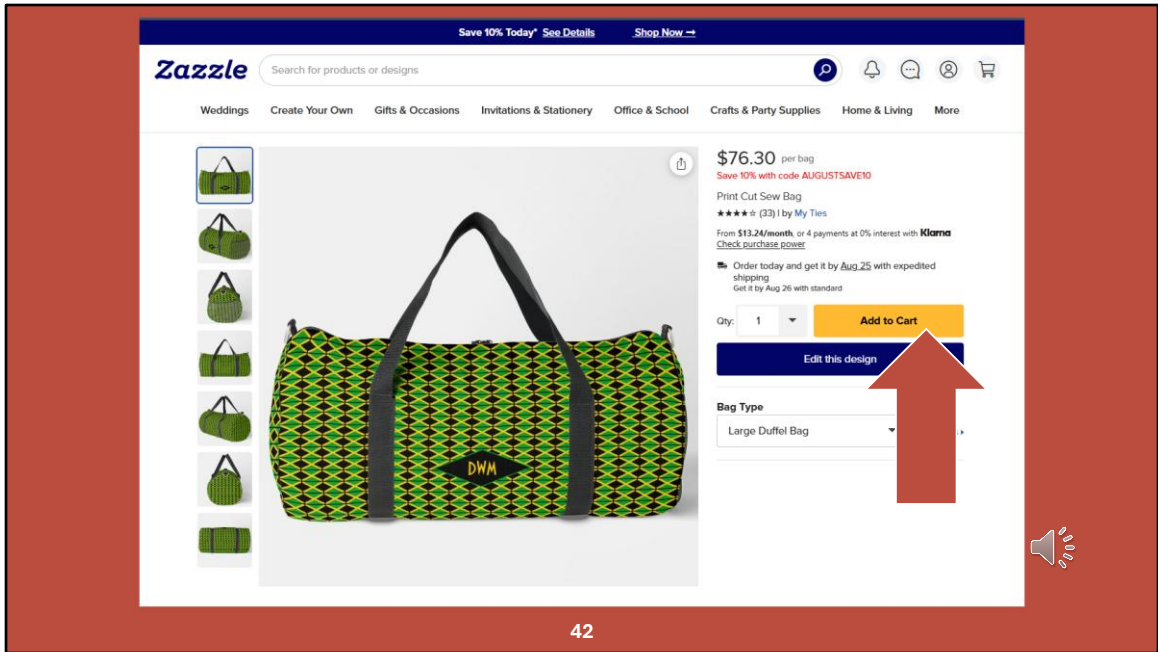 Save 10% Today* See Details Shop Now →
Zazzle
Search for products or designs
Weddings Create Your Own Gifts & Occasions Invitations & Stationery Office & School Crafts & Party Supplies Home & Living More
$76.30 per bag
Save 10% with code AUGUSTSAVE10
Print Cut Sew Bag
★★★★☆ (33) | by My Ties
From $13.24/month, or 4 payments at 0% interest with Klarna
Check purchase power
Order today and get it by Aug 25 with expedited
shipping
Get it by Aug 26 with standard
Qty: 1
Add to Cart
Edit this design
Bag Type
Large Duffel Bag
DWM
42